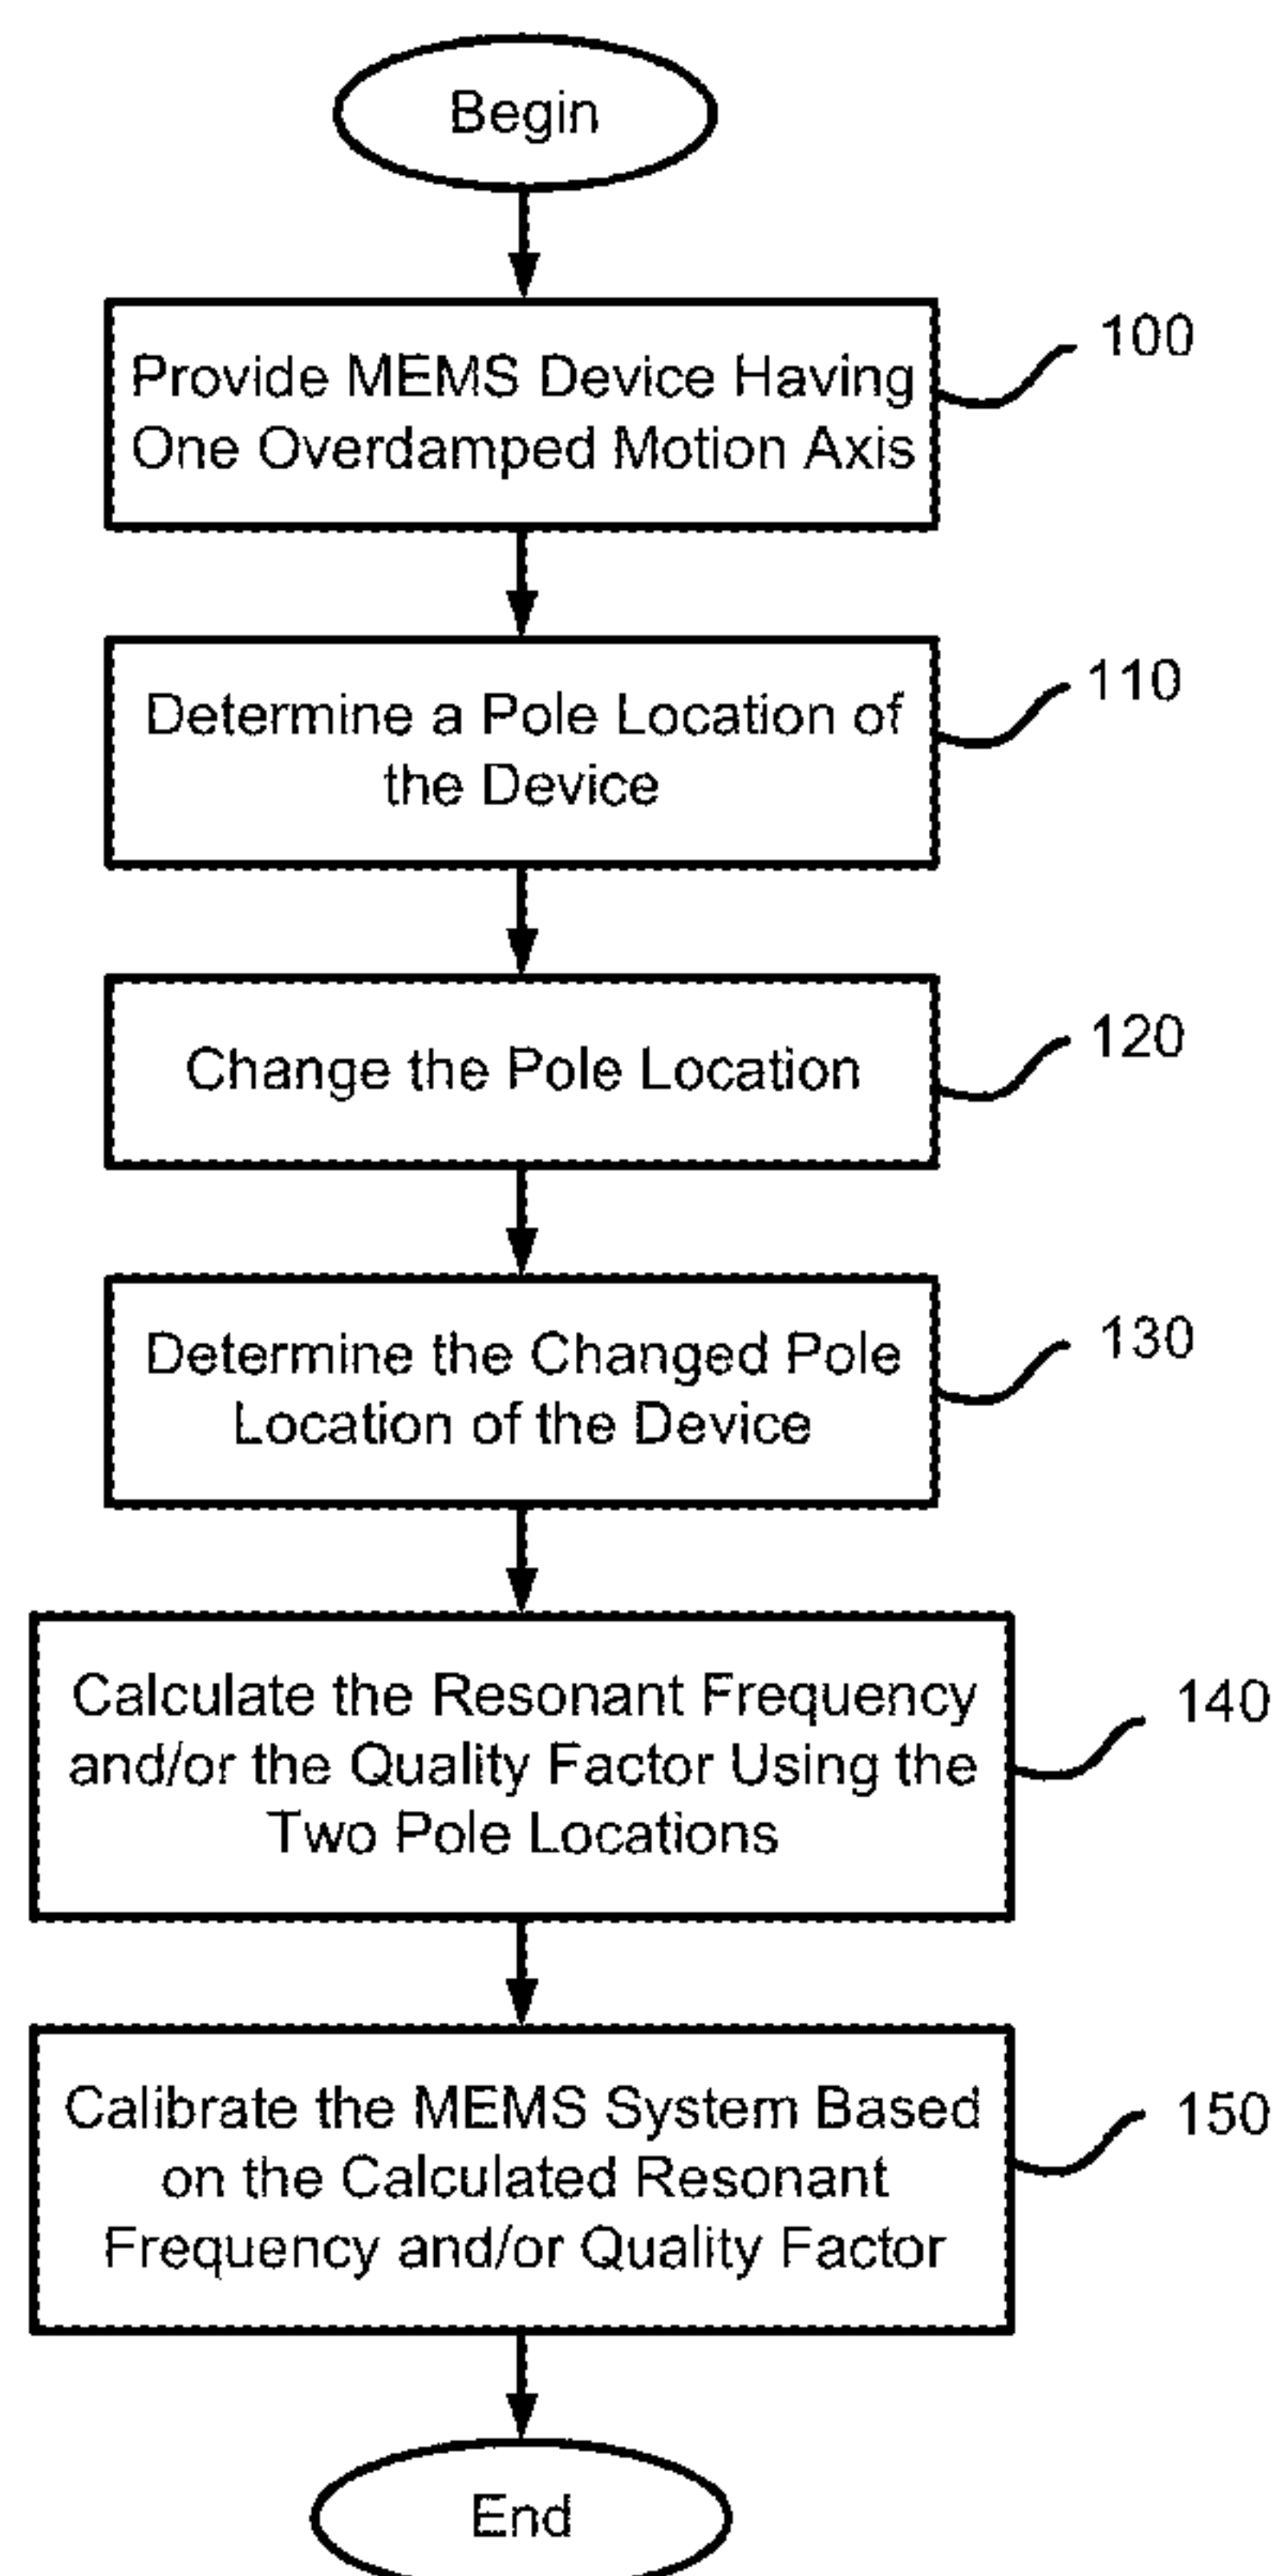 Begin
Provide MEMS Device Having
One Overdamped Motion Axis
100
Determine a Pole Location of
the Device
110
Change the Pole Location
120
Determine the Changed Pole
Location of the Device
130
Calculate the Resonant Frequency
and/or the Quality Factor Using the
Two Pole Locations
140
Calibrate the MEMS System Based
on the Calculated Resonant
Frequency and/or Quality Factor
150
End